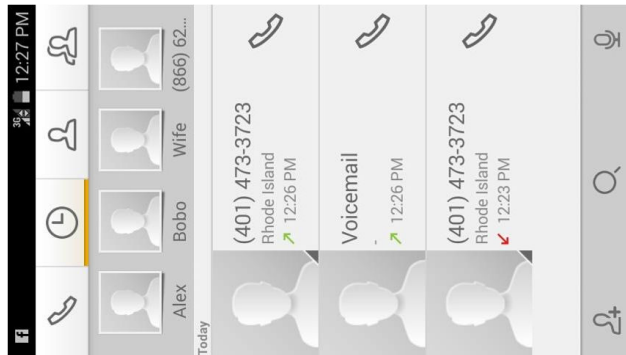 3G 12:27 PM
Alex Bobo Wife (866) 62...
Today
(401) 473-3723
Rhode Island
12:26 PM
Voicemail
-
12:26 PM
(401) 473-3723
Rhode Island
12:23 PM